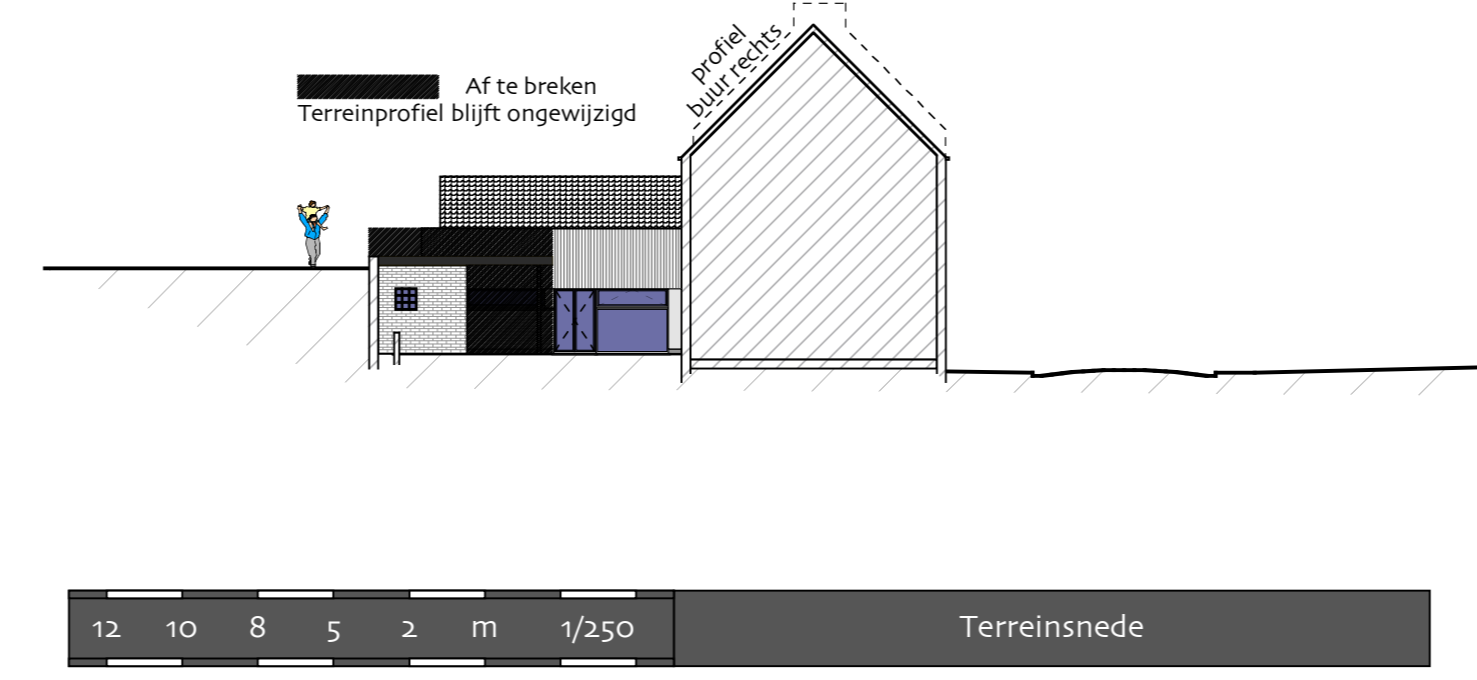 profiel
buur rechts
Af te breken
Terreinprofiel blijft ongewijzigd
12 10 8 5 2 m 1/250
Terreinsnede